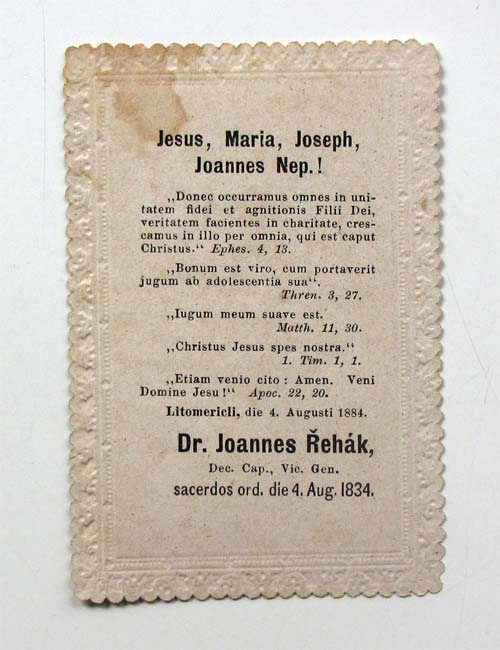 Jesus, Maria, Joseph,
Joannes Nep.!
„Donec occurramus omnes in uni-
tatem fidei et agnitionis Filii Dei,
veritatem facientes in charitate, cres-
camus in illo per omnia, qui est caput
Christus.“ Ephes. 4, 13.
„Bonum est viro, cum portaverit
jugum ab adolescentia sua“.
Thren. 3, 27.
„Iugum meum suave est.
Matth. 11, 30.
„Christus Jesus spes nostra.“
1. Tim. 1, 1.
„Etiam venio cito : Amen. Veni
Domine Jesu!“ Apoc. 22, 20.
Litomericii, die 4. Augusti 1884.
Dr. Joannes Řehák,
Dec. Cap., Vic. Gen.
sacerdos ord. die 4. Aug. 1834.